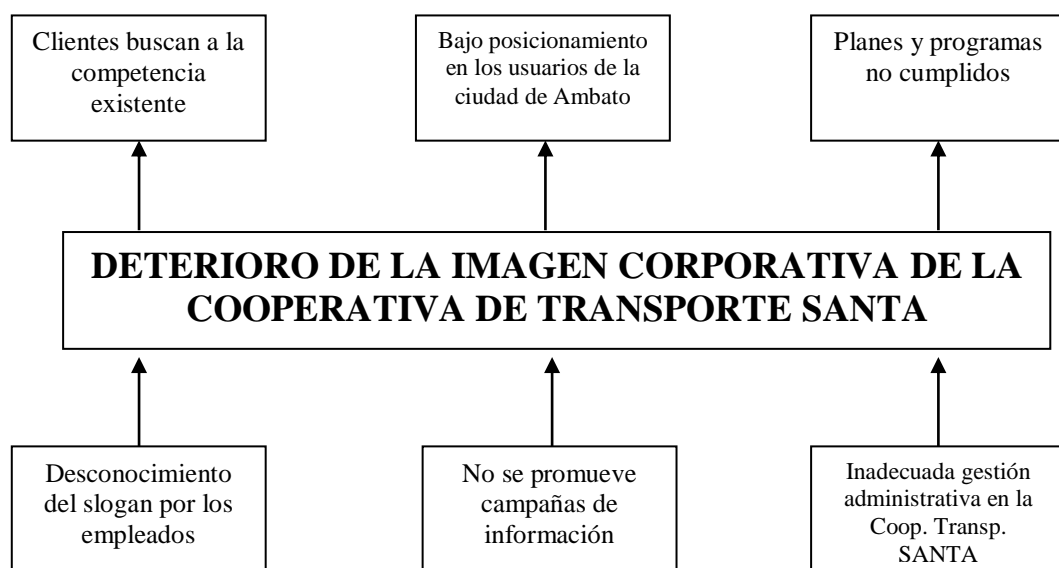 Clientes buscan a la
competencia
existente
Bajo posicionamiento
en los usuarios de la
ciudad de Ambato
Planes y programas
no cumplidos
DETERIORO DE LA IMAGEN CORPORATIVA DE LA
COOPERATIVA DE TRANSPORTE SANTA
Desconocimiento
del slogan por los
empleados
No se promueve
campañas de
información
Inadecuada gestión
administrativa en la
Coop. Transp.
SANTA